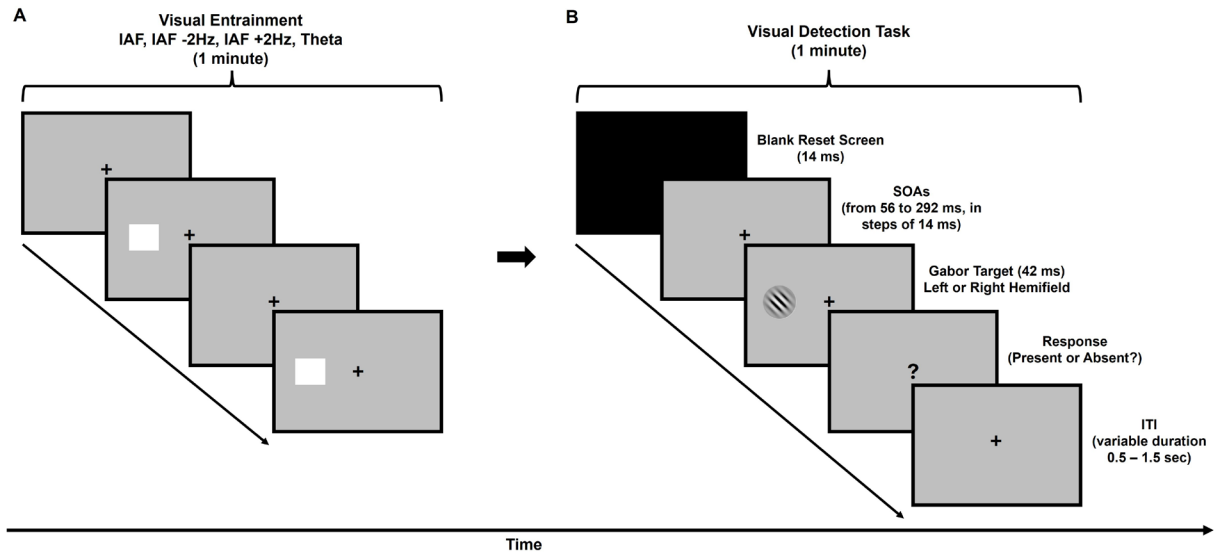 A
Visual Entrainment
IAF, IAF -2Hz, IAF +2Hz, Theta
(1 minute)
+
+
+
+
B
Visual Detection Task
(1 minute)
Blank Reset Screen
(14 ms)
+
SOAs
(from 56 to 292 ms, in
steps of 14 ms)
+
Gabor Target (42 ms)
Left or Right Hemifield
?
Response
(Present or Absent?)
+
ITI
(variable duration
0.5 – 1.5 sec)
Time